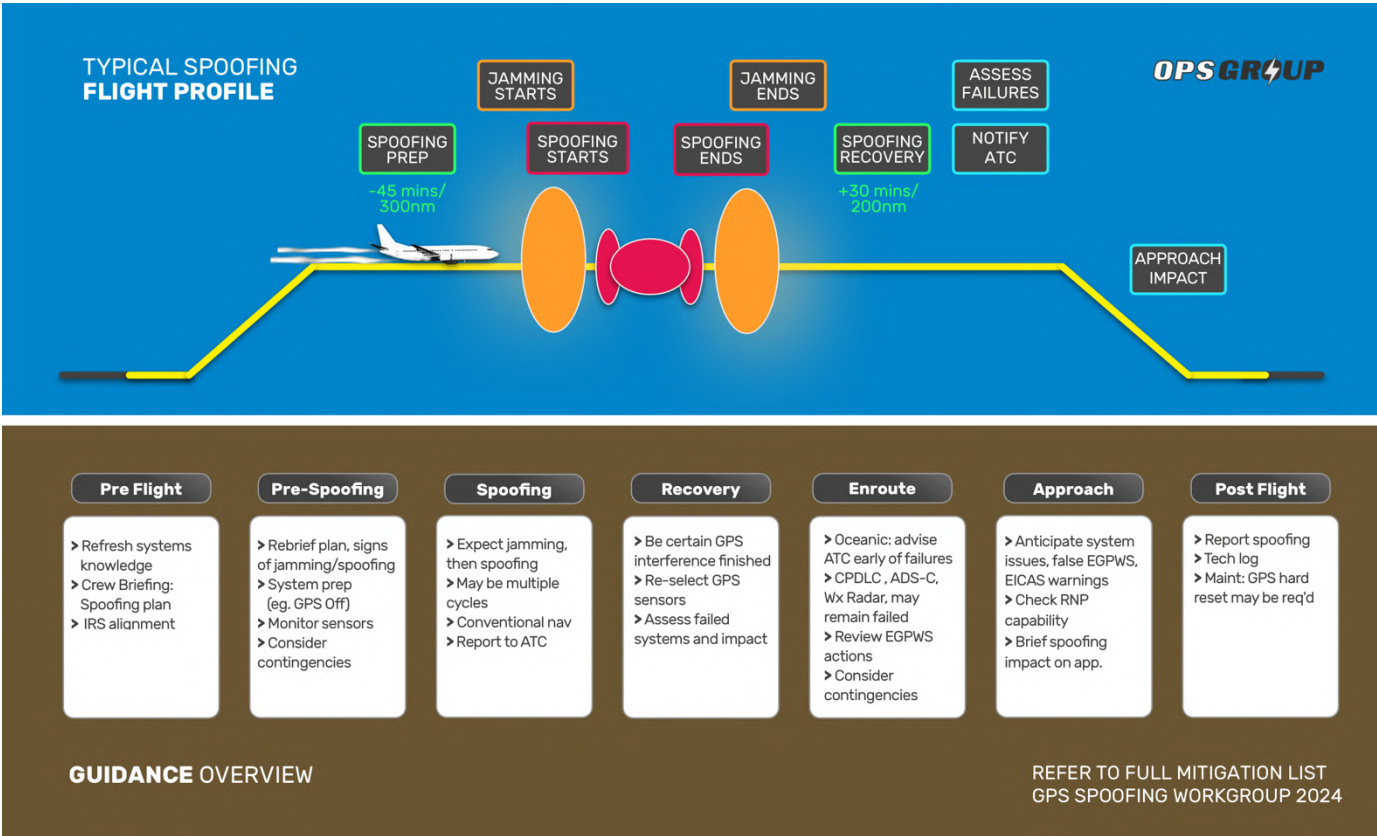 TYPICAL SPOOFING
FLIGHT PROFILE
JAMMING
STARTS
JAMMING
ENDS
ASSESS
FAILURES
OPSGROUP
SPOOFING
PREP
SPOOFING
STARTS
SPOOFING
ENDS
SPOOFING
RECOVERY
NOTIFY
ATC
-45 mins/
300nm
+30 mins/
200nm
APPROACH
IMPACT
Pre Flight
> Refresh systems
knowledge
> Crew Briefing:
Spoofing plan
> IRS alignment
Pre-Spoofing
> Rebrief plan, signs
of jamming/spoofing
> System prep
(eg. GPS Off)
> Monitor sensors
> Consider
contingencies
Spoofing
> Expect jamming,
then spoofing
> May be multiple
cycles
> Conventional nav
> Report to ATC
Recovery
> Be certain GPS
interference finished
> Re-select GPS
sensors
> Assess failed
systems and impact
Enroute
> Oceanic: advise
ATC early of failures
> CPDLC , ADS-C,
Wx Radar, may
remain failed
> Review EGPWS
actions
> Consider
contingencies
Approach
> Anticipate system
issues, false EGPWS,
EICAS warnings
> Check RNP
capability
> Brief spoofing
impact on app.
Post Flight
> Report spoofing
> Tech log
> Maint: GPS hard
reset may be req'd
GUIDANCE OVERVIEW
REFER TO FULL MITIGATION LIST
GPS SPOOFING WORKGROUP 2024